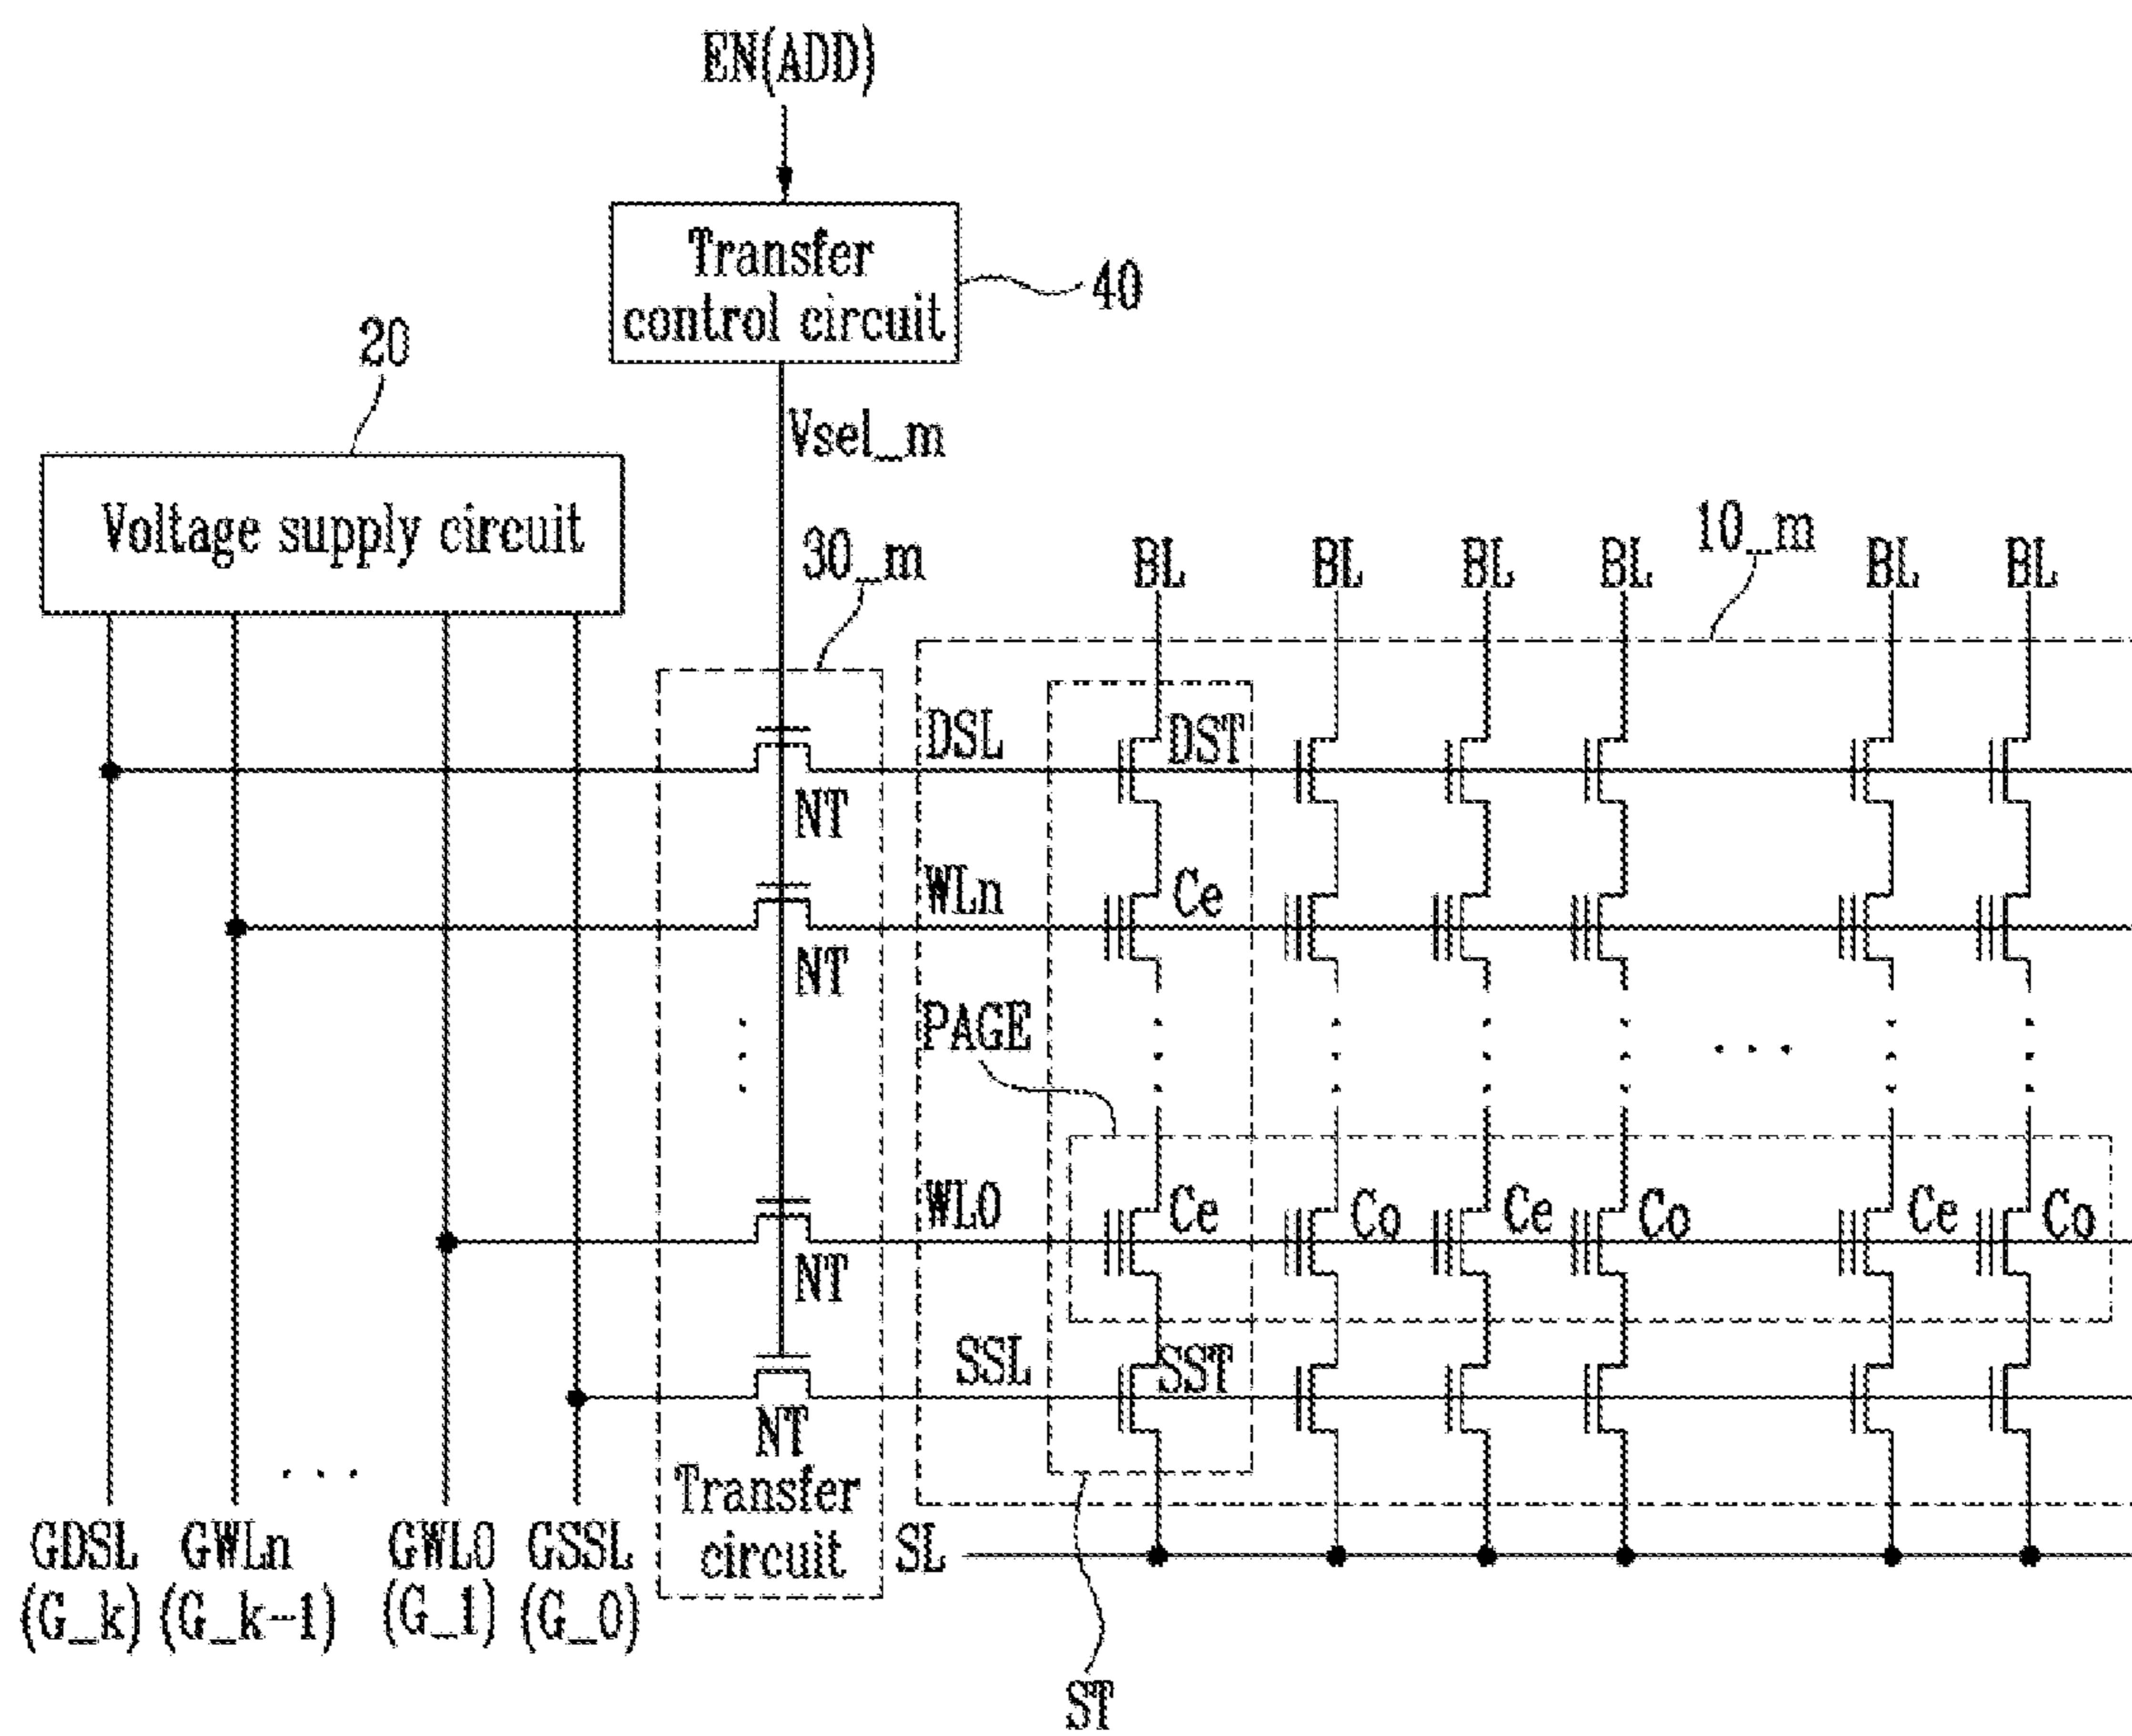 EN(ADD)
Transfer
control circuit
40
20
Vsel_m
Voltage supply circuit
30_m
10_m
BL BL BL BL BL BL
DSL DST
NT
WLn Ce
NT
PAGE
WL0 Ce Co Ce Co Ce Co
NT
SSL SST
NT
Transfer
circuit
...
GDSL GWLn GWL0 GSSL
(G_k) (G_k-1) (G_1) (G_0)
SL
ST